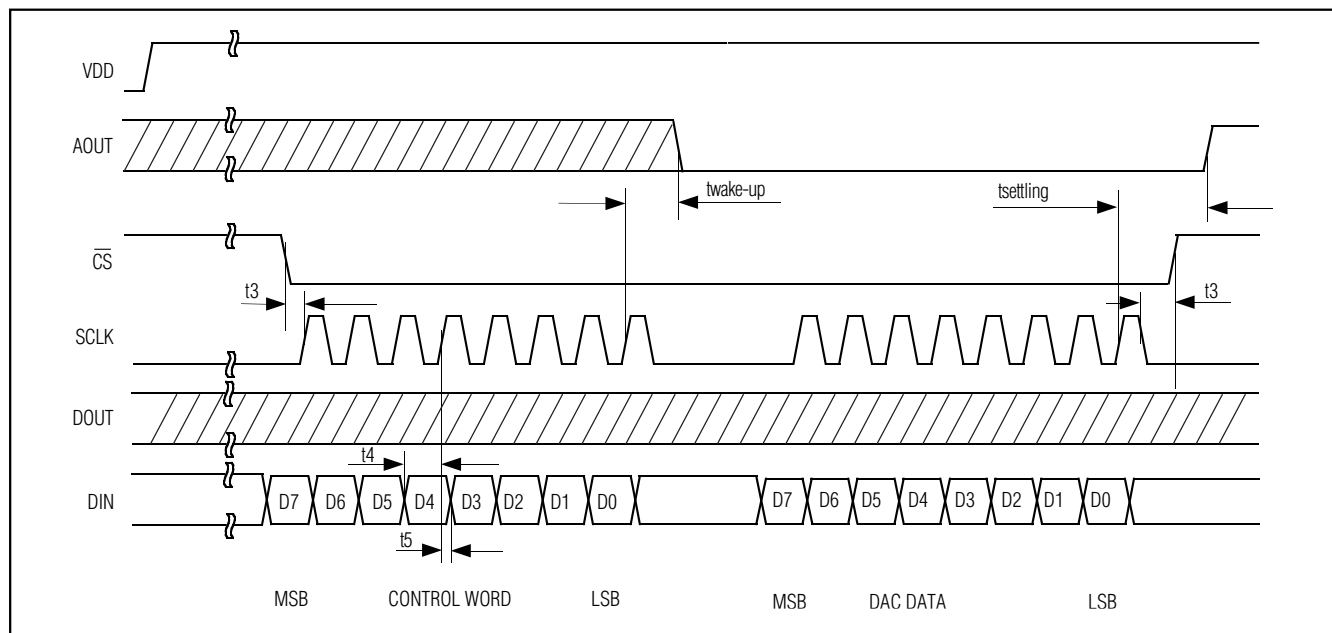 VDD
AOUT
twake-up
tsettling
CS
t3
t3
SCLK
DOUT
t4
DIN
D7 D6 D5 D4 D3 D2 D1 D0
D7 D6 D5 D4 D3 D2 D1 D0
t5
MSB CONTROL WORD LSB
MSB DAC DATA LSB